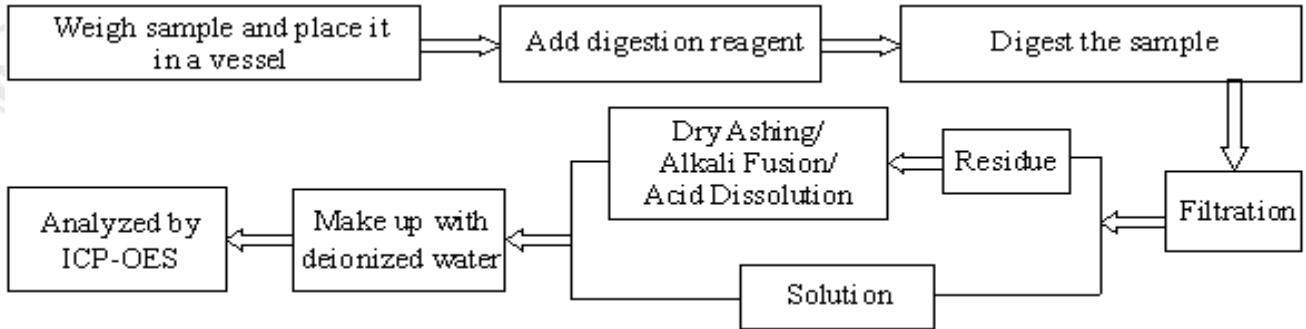 Weigh sample and place it
in a vessel
Add digestion reagent
Digest the sample
Filtration
Residue
Dry Ashing/
Alkali Fusion/
Acid Dissolution
Solution
Make up with
deionized water
Analyzed by
ICP-OES